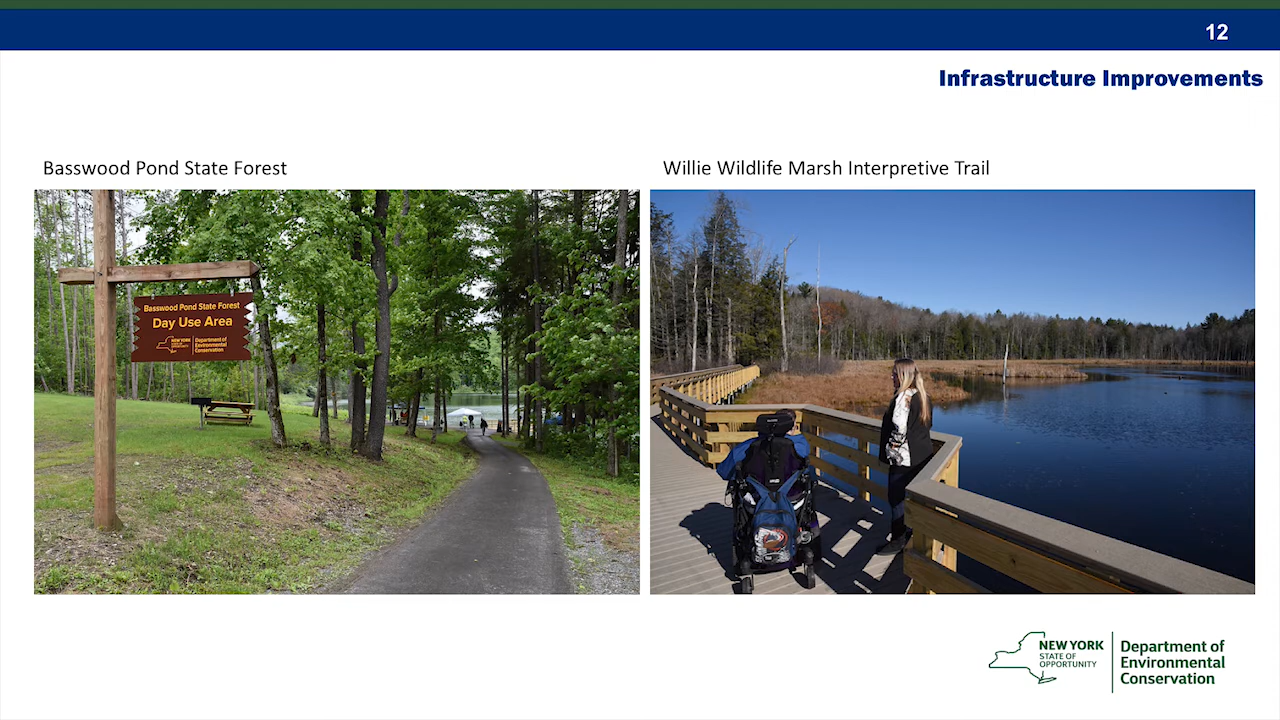 12
Infrastructure Improvements
Basswood Pond State Forest
Willie Wildlife Marsh Interpretive Trail
Basswood Pond State Forest
Day Use Area
NEW YORK
Department of
Environmental
Conservation
NEW YORK
STATE OF
OPPORTUNITY
Department of
Environmental
Conservation